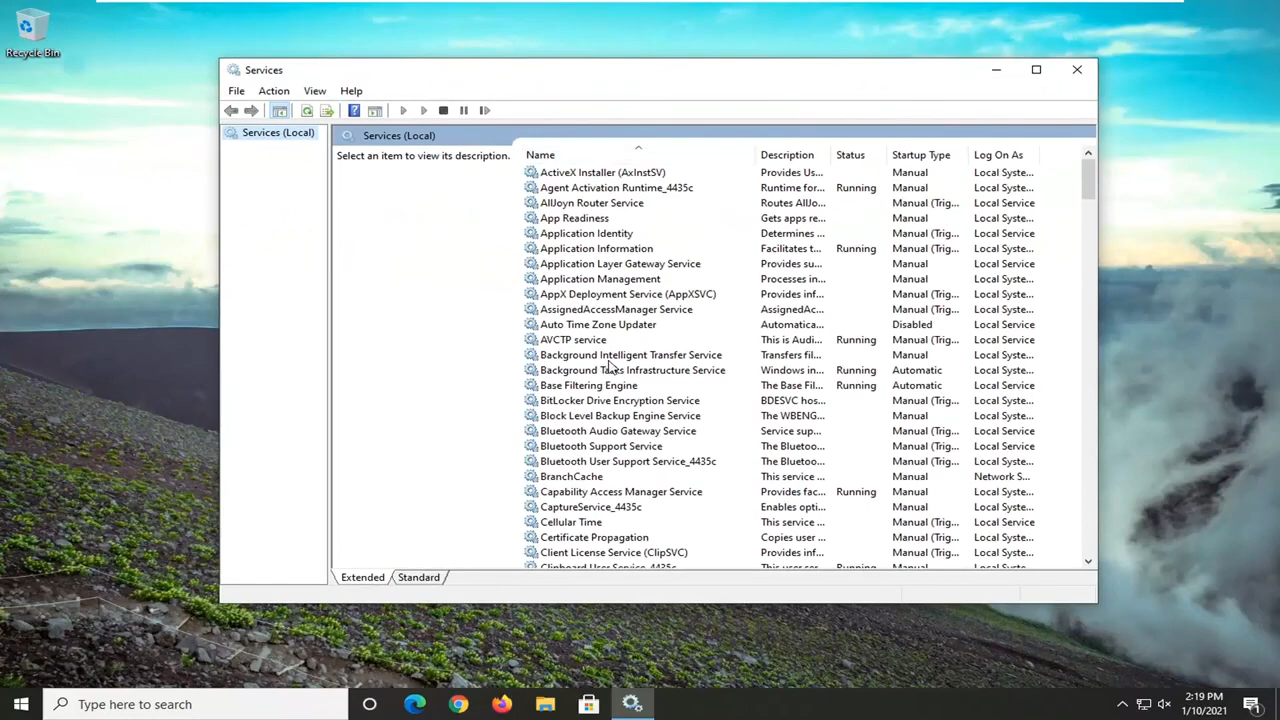 Recycle Bin
Services
File Action View Help
Services (Local)
Services (Local)
Select an item to view its description.
Name Description Status Startup Type Log On As
ActiveX Installer (AxInstSV) Provides Us... Manual Local Syste...
Agent Activation Runtime_4435c Runtime for... Running Manual Local Syste...
AllJoyn Router Service Routes AllJo... Manual (Trig... Local Service
App Readiness Gets apps re... Manual Local Syste...
Application Identity Determines ... Manual (Trig... Local Service
Application Information Facilitates t... Running Manual (Trig... Local Syste...
Application Layer Gateway Service Provides su... Manual Local Service
Application Management Processes in... Manual Local Syste...
AppX Deployment Service (AppXSVC) Provides inf... Manual (Trig... Local Syste...
AssignedAccessManager Service AssignedAc... Manual (Trig... Local Syste...
Auto Time Zone Updater Automatica... Disabled Local Service
AVCTP service This is Audi... Running Manual (Trig... Local Service
Background Intelligent Transfer Service Transfers fil... Manual Local Syste...
Background Tasks Infrastructure Service Windows in... Running Automatic Local Syste...
Base Filtering Engine The Base Fil... Running Automatic Local Service
BitLocker Drive Encryption Service BDESVC hos... Manual (Trig... Local Syste...
Block Level Backup Engine Service The WBENG... Manual Local Syste...
Bluetooth Audio Gateway Service Service sup... Manual (Trig... Local Service
Bluetooth Support Service The Bluetoo... Manual (Trig... Local Service
Bluetooth User Support Service_4435c The Bluetoo... Manual (Trig... Local Syste...
BranchCache This service ... Manual Network S...
Capability Access Manager Service Provides fac... Running Manual Local Syste...
CaptureService_4435c Enables opti... Manual Local Syste...
Cellular Time This service ... Manual (Trig... Local Service
Certificate Propagation Copies user ... Manual (Trig... Local Syste...
Client License Service (ClipSVC) Provides inf... Manual (Trig... Local Syste...
Clipboard User Service_4435c This user ser... Running Manual Local Syste...
Extended Standard
Type here to search
2:19 PM
1/10/2021
1